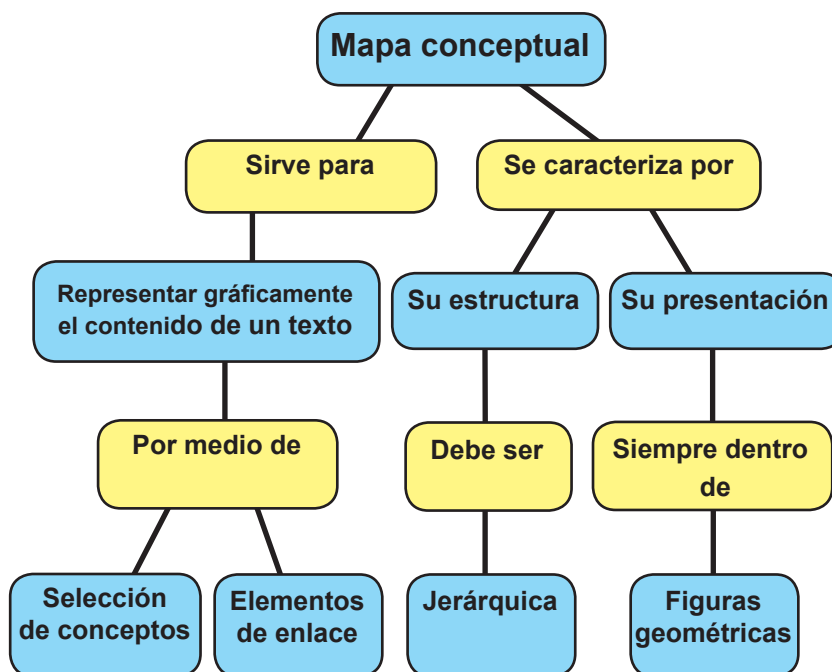 Mapa conceptual
Sirve para
Se caracteriza por
Representar gráficamente
el contenido de un texto
Su estructura
Su presentación
Por medio de
Debe ser
Siempre dentro
de
Selección
de conceptos
Elementos
de enlace
Jerárquica
Figuras
geométricas